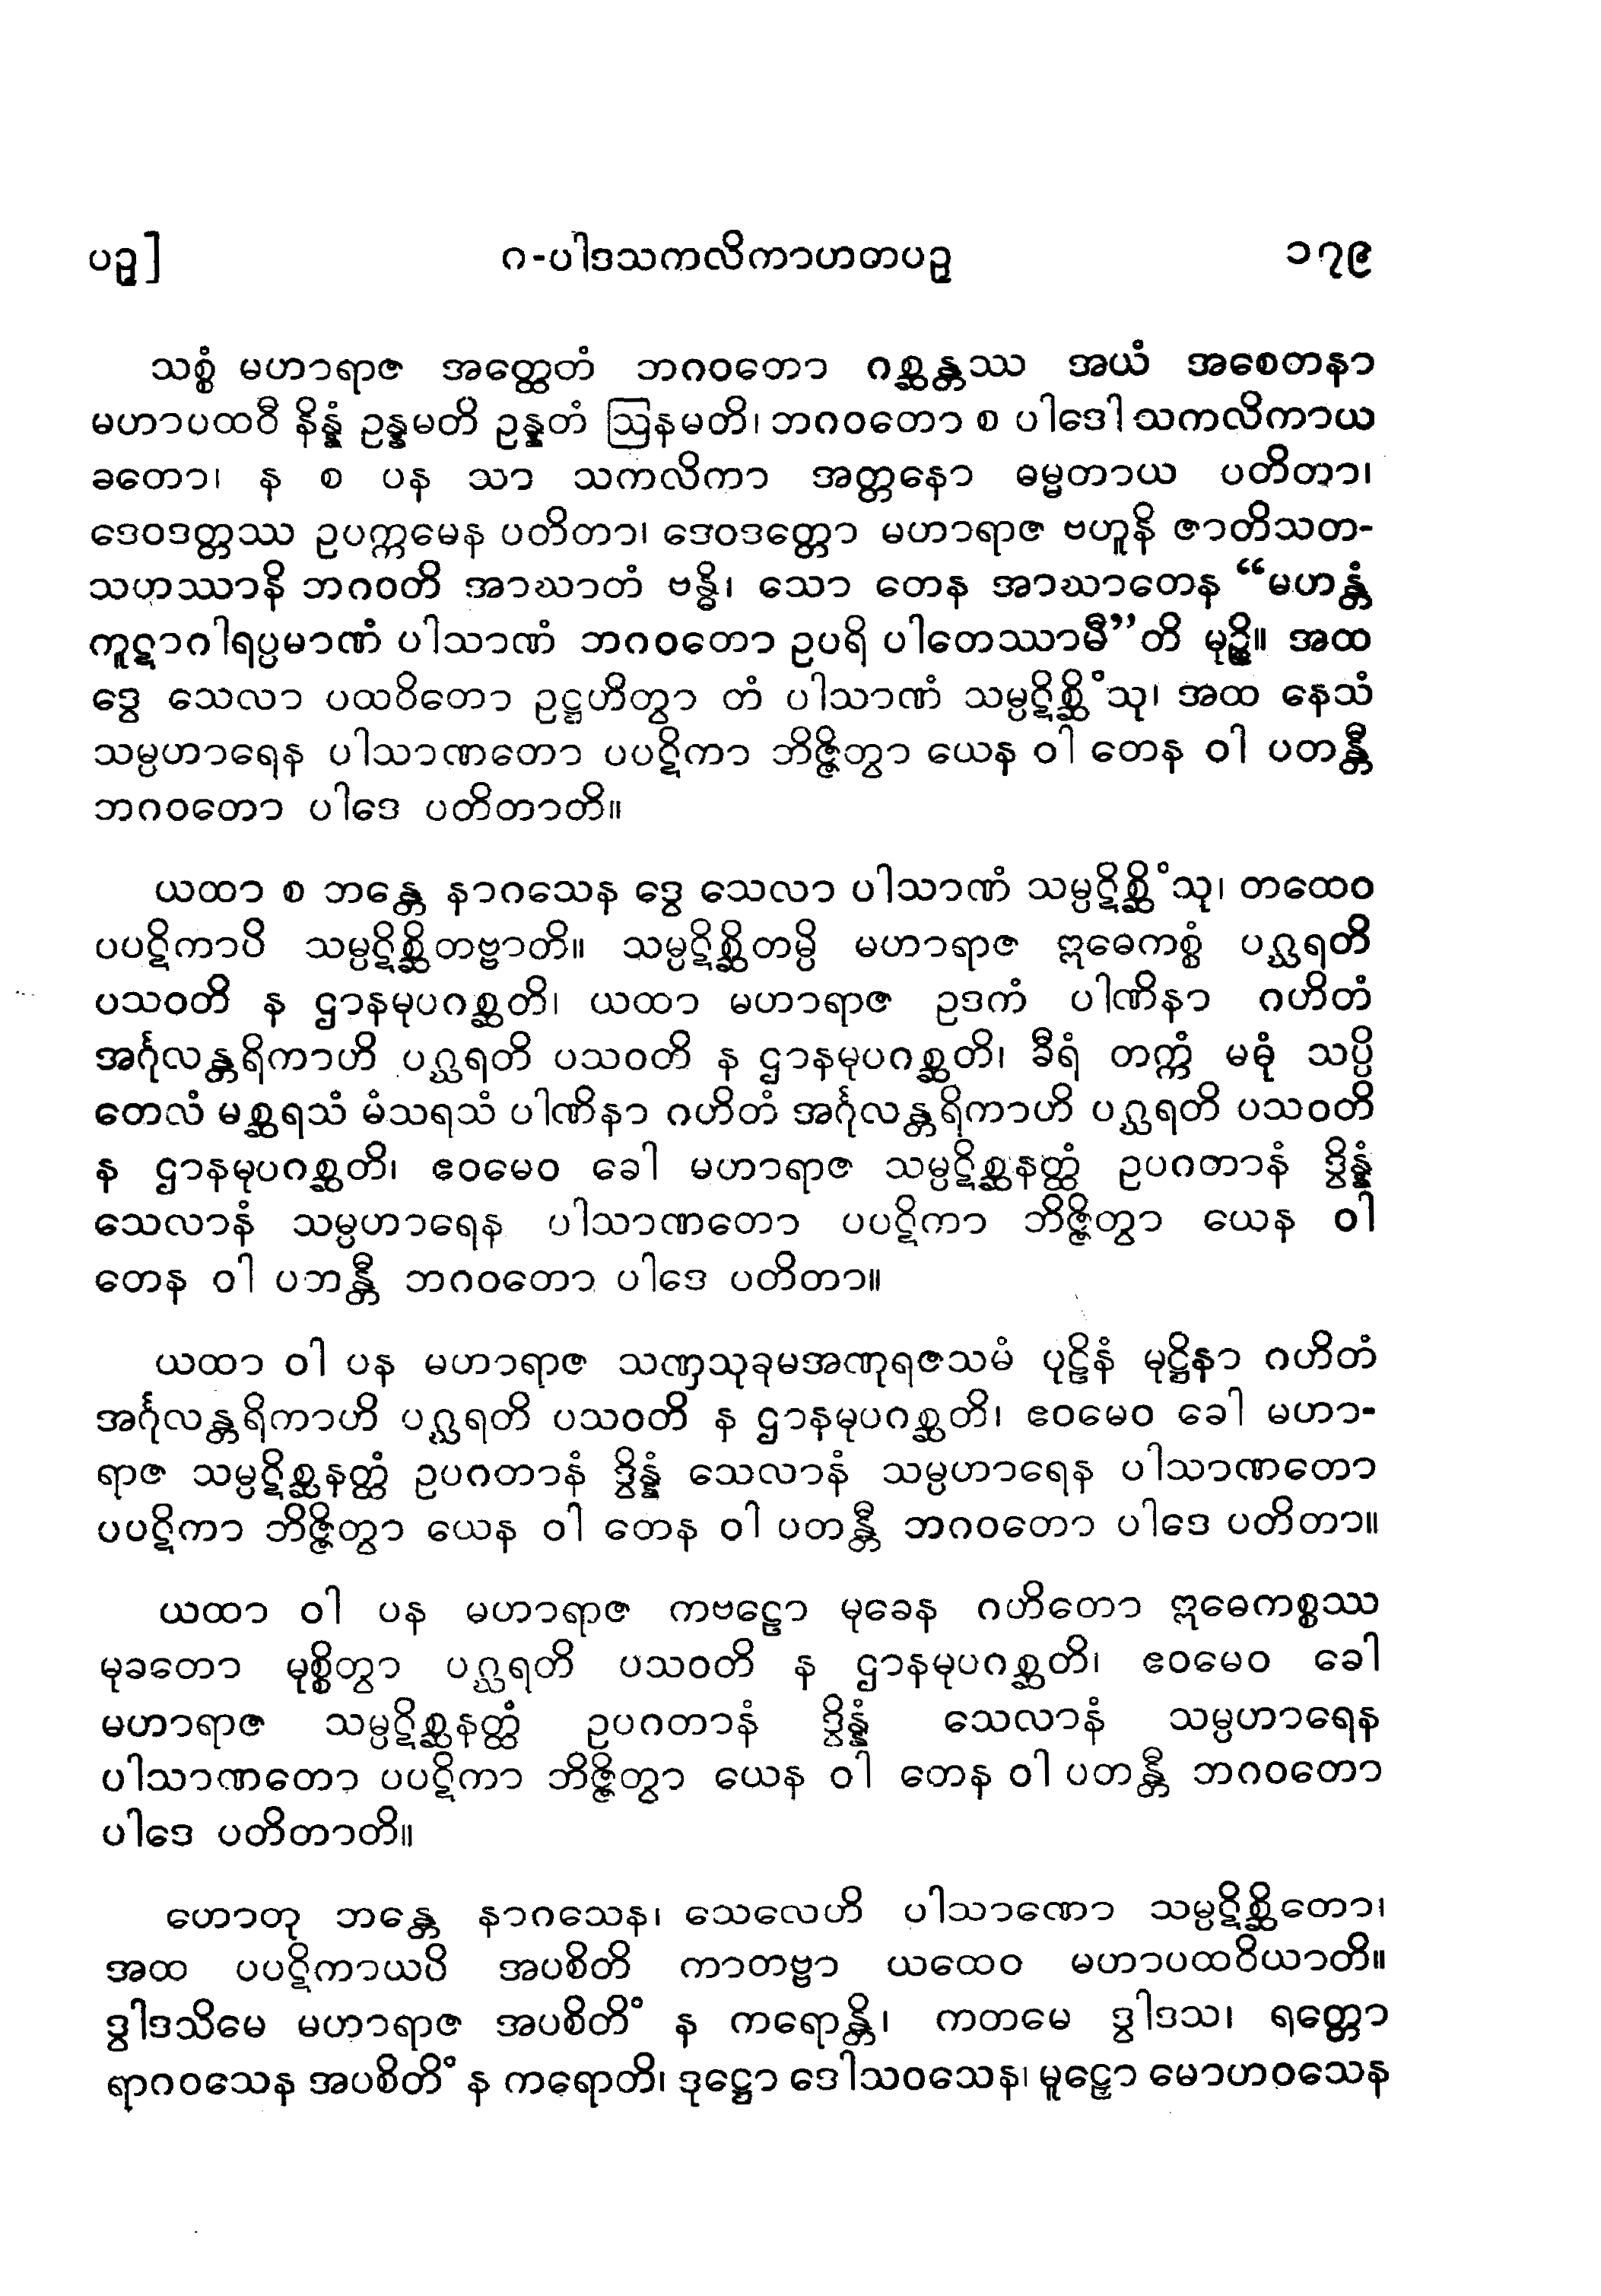 ပဉှ]	ဂ-ပါဒသကလိကာဟတပဉှ	၁၇၉
သစ္စံ မဟာရာဇ အတ္ထေတံ ဘဂဝတော ဂစ္ဆန္တဿ အယံ အစေတနာ
မဟာပထဝီ နိန္နံ ဥန္နမတိ ဥန္နတံ ဩနမတိ၊ ဘဂဝတော စ ပါဒေါ သကလိကာယ
ခတော၊ န စ ပန သာ သကလိကာ အတ္တနော ဓမ္မတာယ ပတိတာ၊
ဒေဝဒတ္တဿ ဥပက္ကမေန ပတိတာ၊ ဒေဝဒတ္တော မဟာရာဇ ဗဟူနိ ဇာတိသတ-
သဟဿာနိ ဘဂဝတိ အာဃာတံ ဗန္ဓိ၊ သော တေန အာဃာတေန “မဟန္တံ
ကူဋာဂါရပ္ပမာဏံ ပါသာဏံ ဘဂဝတော ဥပရိ ပါတေဿာမီ”တိ မုဉ္စိ။ အထ
ဒွေ သေလာ ပထဝိတော ဥဋ္ဌဟိတွာ တံ ပါသာဏံ သမ္ပဋိစ္ဆိံသု၊ အထ နေသံ
သမ္ပဟာရေန ပါသာဏတော ပပဋိကာ ဘိဇ္ဇိတွာ ယေန ဝါ တေန ဝါ ပတန္တီ
ဘဂဝတော ပါဒေ ပတိတာတိ။
ယထာ စ ဘန္တေ နာဂသေန ဒွေ သေလာ ပါသာဏံ သမ္ပဋိစ္ဆိံသု၊ တထေဝ
ပပဋိကာပိ သမ္ပဋိစ္ဆိတဗ္ဗာတိ။ သမ္ပဋိစ္ဆိတမ္ပိ မဟာရာဇ ဣဓေကစ္စံ ပဂ္ဃရတိ
ပသဝတိ န ဌာနမုပဂစ္ဆတိ၊ ယထာ မဟာရာဇ ဥဒကံ ပါဏိနာ ဂဟိတံ
အင်္ဂုလန္တရိကာဟိ ပဂ္ဃရတိ ပသဝတိ န ဌာနမုပဂစ္ဆတိ၊ ခီရံ တက္ကံ မဓုံ သပ္ပိ
တေလံ မစ္ဆရသံ မံသရသံ ပါဏိနာ ဂဟိတံ အင်္ဂုလန္တရိကာဟိ ပဂ္ဃရတိ ပသဝတိ
န ဌာနမုပဂစ္ဆတိ၊ ဧဝမေဝ ခေါ မဟာရာဇ သမ္ပဋိစ္ဆနတ္ထံ ဥပဂတာနံ ဒွိန္နံ
သေလာနံ သမ္ပဟာရေန ပါသာဏတော ပပဋိကာ ဘိဇ္ဇိတွာ ယေန ဝါ
တေန ဝါ ပဘန္တီ ဘဂဝတော ပါဒေ ပတိတာ။
ယထာ ဝါ ပန မဟာရာဇ သဏှသုခုမအဏုရဇသမံ ပုဠိနံ မုဋ္ဌိနာ ဂဟိတံ
အင်္ဂုလန္တရိကာဟိ ပဂ္ဃရတိ ပသဝတိ န ဌာနမုပဂစ္ဆတိ၊ ဧဝမေဝ ခေါ မဟာ-
ရာဇ သမ္ပဋိစ္ဆနတ္ထံ ဥပဂတာနံ ဒွိန္နံ သေလာနံ သမ္ပဟာရေန ပါသာဏတော
ပပဋိကာ ဘိဇ္ဇိတွာ ယေန ဝါ တေန ဝါ ပတန္တီ ဘဂဝတော ပါဒေ ပတိတာ။
ယထာ ဝါ ပန မဟာရာဇ ကဗဠော မုခေန ဂဟိတော ဣဓေကစ္စဿ
မုခတော မုစ္စိတွာ ပဂ္ဃရတိ ပသဝတိ န ဌာနမုပဂစ္ဆတိ၊ ဧဝမေဝ ခေါ
မဟာရာဇ သမ္ပဋိစ္ဆနတ္ထံ ဥပဂတာနံ ဒွိန္နံ သေလာနံ သမ္ပဟာရေန
ပါသာဏတော ပပဋိကာ ဘိဇ္ဇိတွာ ယေန ဝါ တေန ဝါ ပတန္တီ ဘဂဝတော
ပါဒေ ပတိတာတိ။
ဟောတု ဘန္တေ နာဂသေန၊ သေလေဟိ ပါသာဏော သမ္ပဋိစ္ဆိတော၊
အထ ပပဋိကာယပိ အပစိတိ ကာတဗ္ဗာ ယထေဝ မဟာပထဝိယာတိ။
ဒွါဒသိမေ မဟာရာဇ အပစိတိံ န ကရောန္တိ၊ ကတမေ ဒွါဒသ၊ ရတ္တော
ရာဂဝသေန အပစိတိံ န ကရောတိ၊ ဒုဋ္ဌော ဒေါသဝသေန၊ မူဠှော မောဟဝသေန